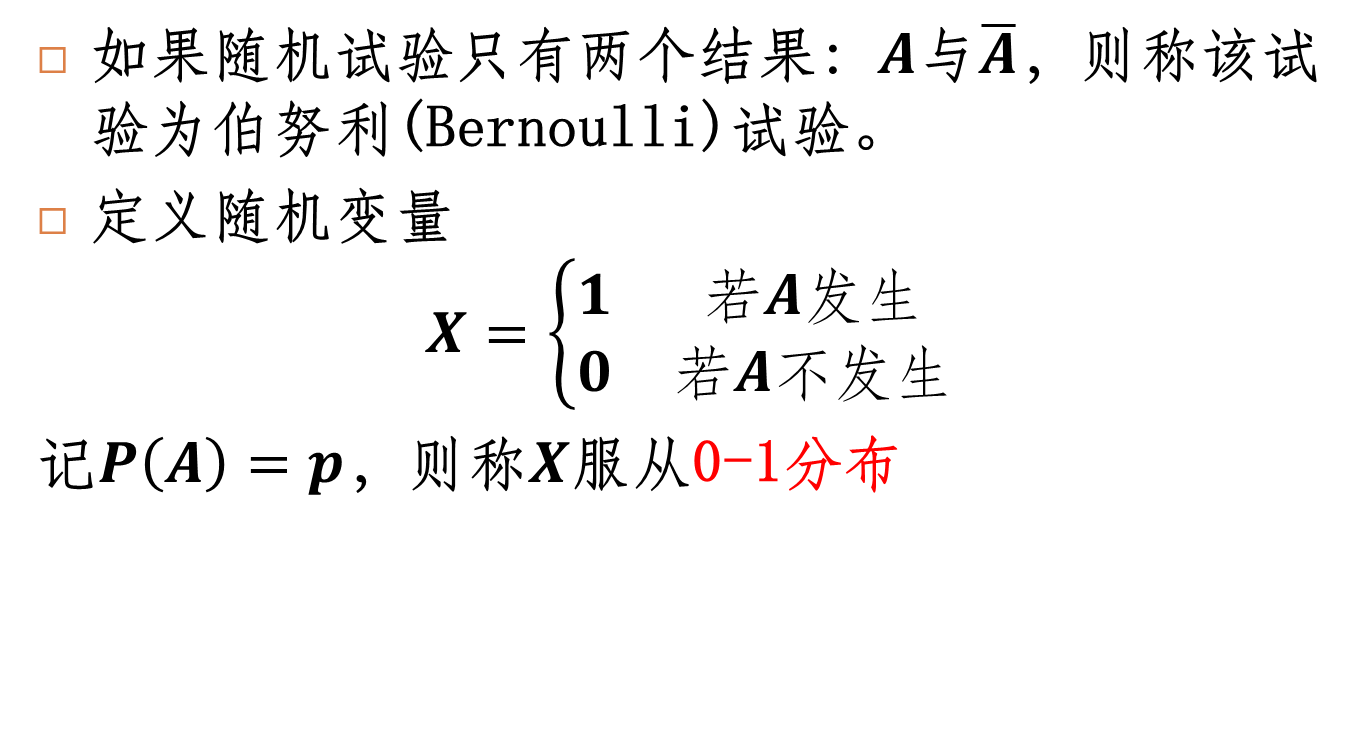 □ 如果随机试验只有两个结果：A与A̅，则称该试
验为伯努利(Bernoulli)试验。
□ 定义随机变量
X = {1 若A发生
0 若A不发生
记P(A) = p，则称X服从0-1分布